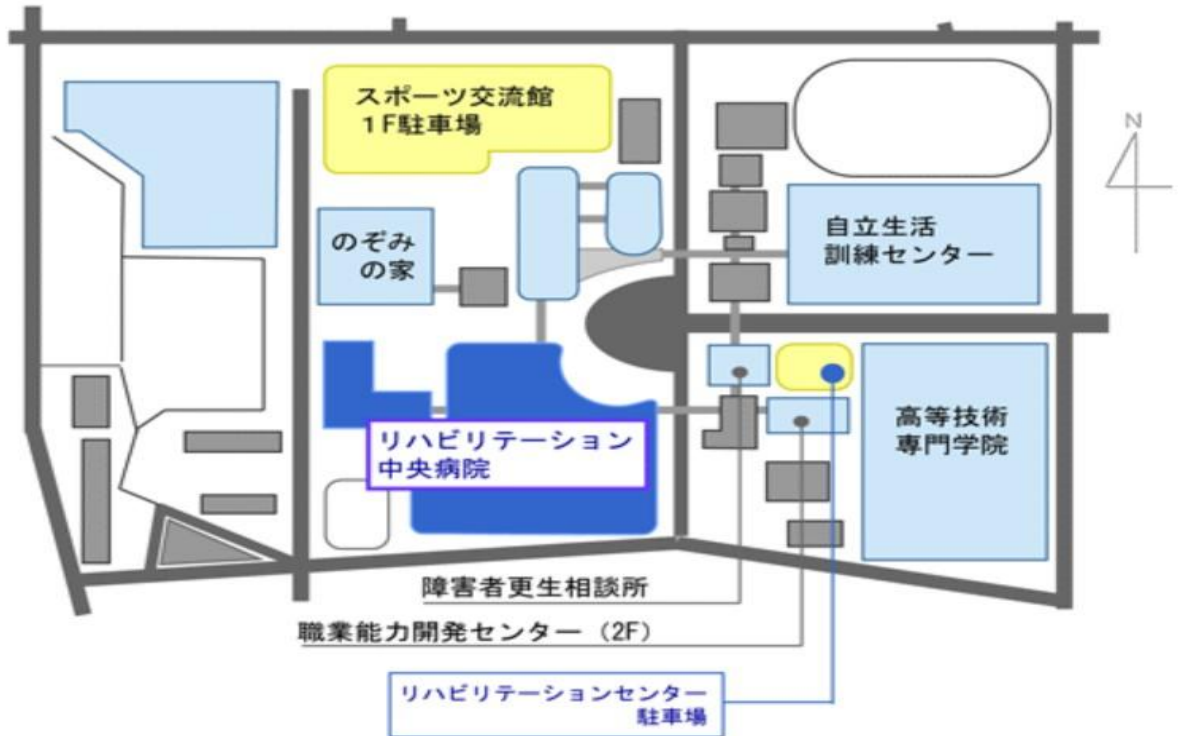 スポーツ交流館
1F駐車場
N
のぞみ
の家
自立生活
訓練センター
高等技術
専門学院
リハビリテーション
中央病院
障害者更生相談所
職業能力開発センター（2F）
リハビリテーションセンター
駐車場